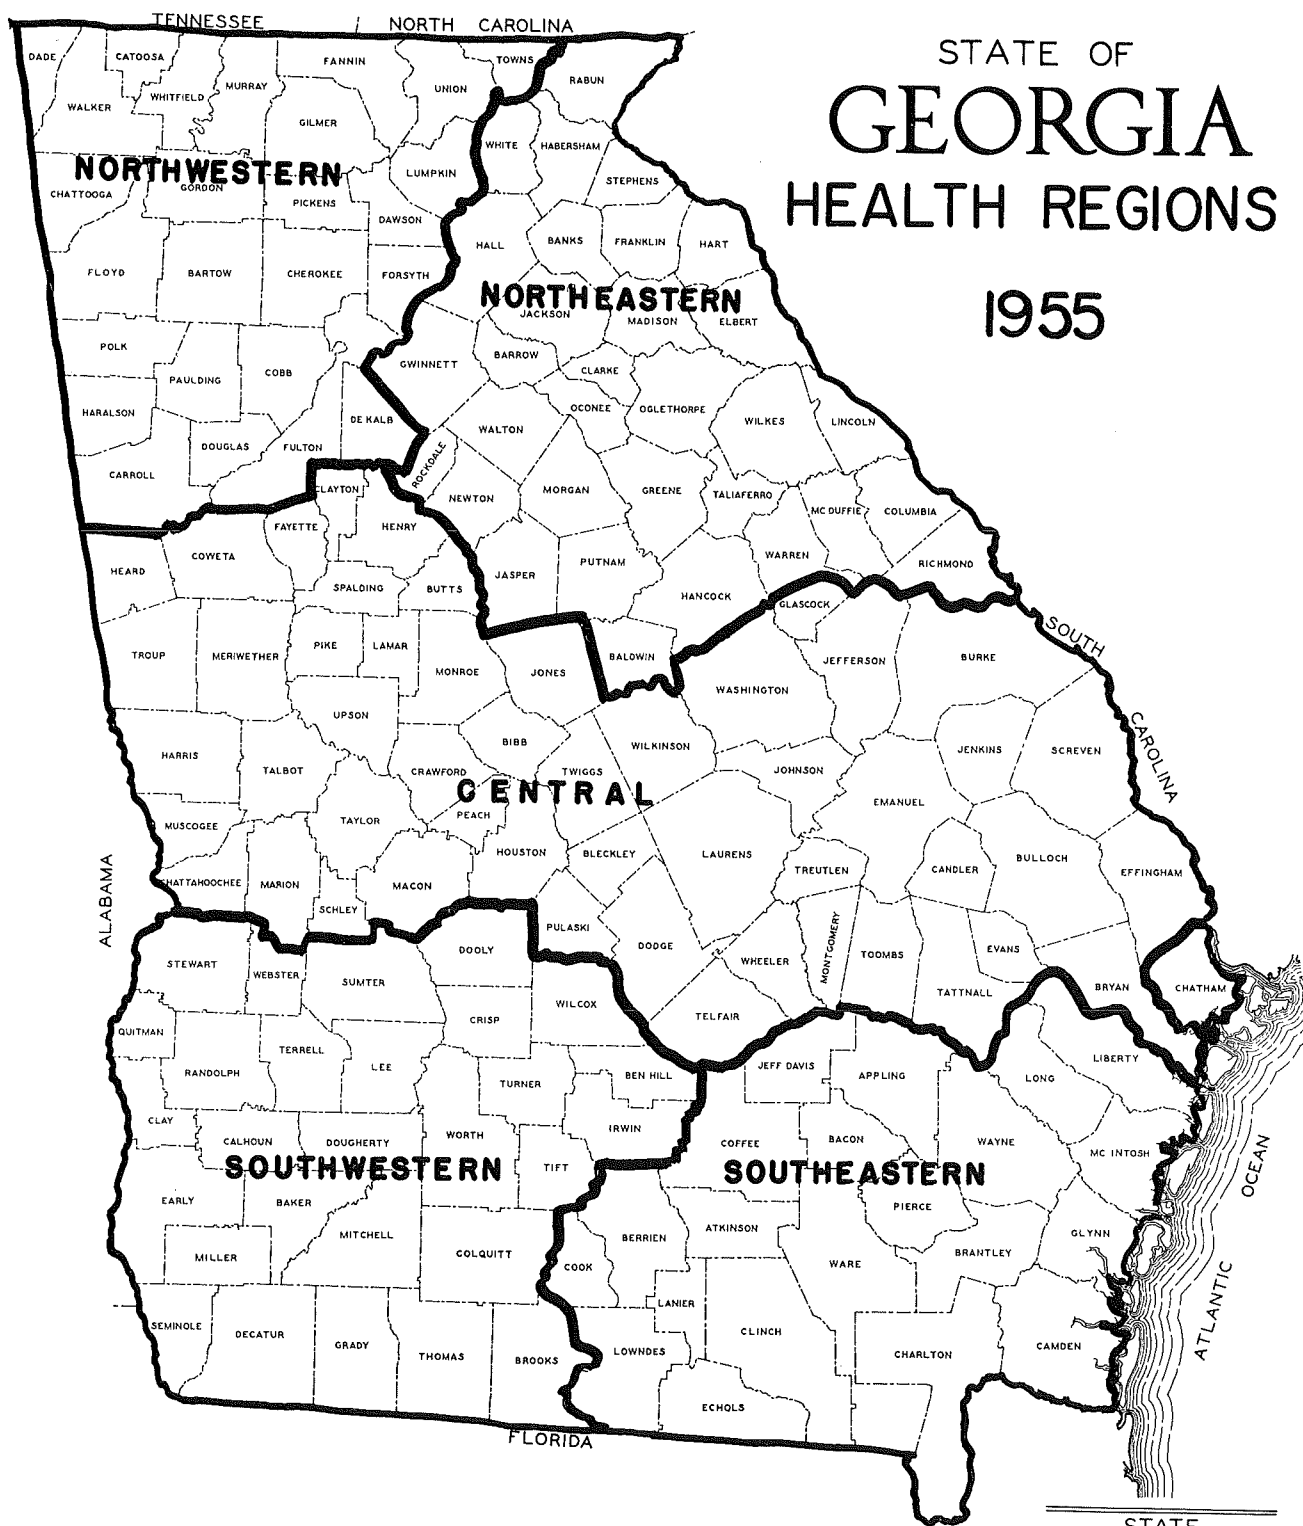 TENNESSEE
NORTH CAROLINA
STATE OF
GEORGIA
HEALTH REGIONS
1955
DADE
CATOOSA
WHITFIELD
MURRAY
FANNIN
TOWNS
UNION
RABUN
WALKER
GILMER
WHITE
HABERSHAM
NORTHWESTERN
LUMPKIN
STEPHENS
CHATTOOGA
GORDON
PICKENS
DAWSON
HALL
BANKS
FRANKLIN
HART
FLOYD
BARTOW
CHEROKEE
FORSYTH
NORTHEASTERN
JACKSON
MADISON
ELBERT
POLK
PAULDING
COBB
GWINNETT
BARROW
CLARKE
HARALSON
DE KALB
OCONEE
OGLETHORPE
WILKES
LINCOLN
DOUGLAS
FULTON
WALTON
CARROLL
ROCKDALE
CLAYTON
NEWTON
MORGAN
GREENE
TALIAFERRO
MC DUFFIE
COLUMBIA
FAYETTE
HENRY
COWETA
HEARD
SPALDING
BUTTS
JASPER
PUTNAM
WARREN
RICHMOND
HANCOCK
GLASCOCK
SOUTH
CAROLINA
TROUP
MERIWETHER
PIKE
LAMAR
MONROE
JONES
BALDWIN
WASHINGTON
JEFFERSON
BURKE
UPSON
HARRIS
TALBOT
CRAWFORD
BIBB
TWIGGS
WILKINSON
JOHNSON
JENKINS
SCREVEN
CENTRAL
EMANUEL
MUSCOGEE
TAYLOR
PEACH
CHATTAHOOCHEE
MARION
SCHLEY
MACON
HOUSTON
BLECKLEY
LAURENS
TREUTLEN
CANDLER
BULLOCH
EFFINGHAM
ALABAMA
PULASKI
DODGE
WHEELER
MONTGOMERY
TOOMBS
EVANS
TATTNALL
BRYAN
CHATHAM
STEWART
WEBSTER
SUMTER
DOOLY
CRISP
WILCOX
TELFAIR
QUITMAN
RANDOLPH
TERRELL
LEE
TURNER
BEN HILL
JEFF DAVIS
APPLING
LONG
LIBERTY
CLAY
CALHOUN
DOUGHERTY
WORTH
IRWIN
COFFEE
BACON
WAYNE
MC INTOSH
SOUTHWESTERN
TIFT
SOUTHEASTERN
EARLY
BAKER
MITCHELL
MILLER
COLQUITT
COOK
BERRIEN
ATKINSON
PIERCE
WARE
BRANTLEY
GLYNN
ATLANTIC OCEAN
SEMINOLE
DECATUR
GRADY
THOMAS
BROOKS
LANIER
LOWNDES
CLINCH
ECHOLS
CHARLTON
CAMDEN
FLORIDA
STATE